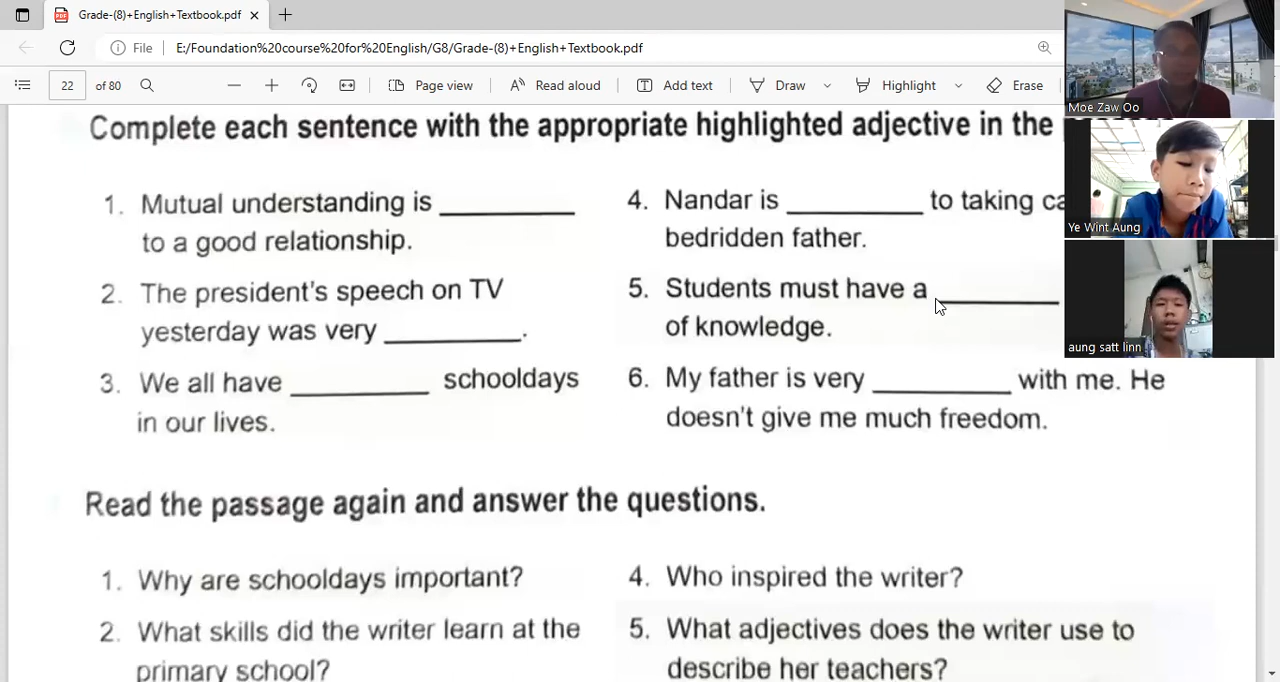 Grade-(8)+English+Textbook.pdf
File
E:/Foundation%20course%20for%20English/G8/Grade-(8)+English+Textbook.pdf
22 of 80
Page view
Read aloud
Add text
Draw
Highlight
Erase
Moe Zaw Oo
Ye Wint Aung
aung satt linn
Complete each sentence with the appropriate highlighted adjective in the
1. Mutual understanding is __________
to a good relationship.
2. The president's speech on TV
yesterday was very __________.
3. We all have __________ schooldays
in our lives.
4. Nandar is __________ to taking
bedridden father.
5. Students must have a __________
of knowledge.
6. My father is very __________ with me. He
doesn't give me much freedom.
Read the passage again and answer the questions.
1. Why are schooldays important?
2. What skills did the writer learn at the
primary school?
4. Who inspired the writer?
5. What adjectives does the writer use to
describe her teachers?